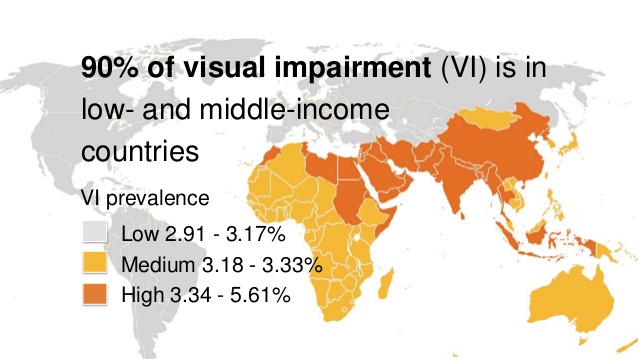 90% of visual impairment (VI) is in
low- and middle-income
countries
VI prevalence
Low 2.91 - 3.17%
Medium 3.18 - 3.33%
High 3.34 - 5.61%